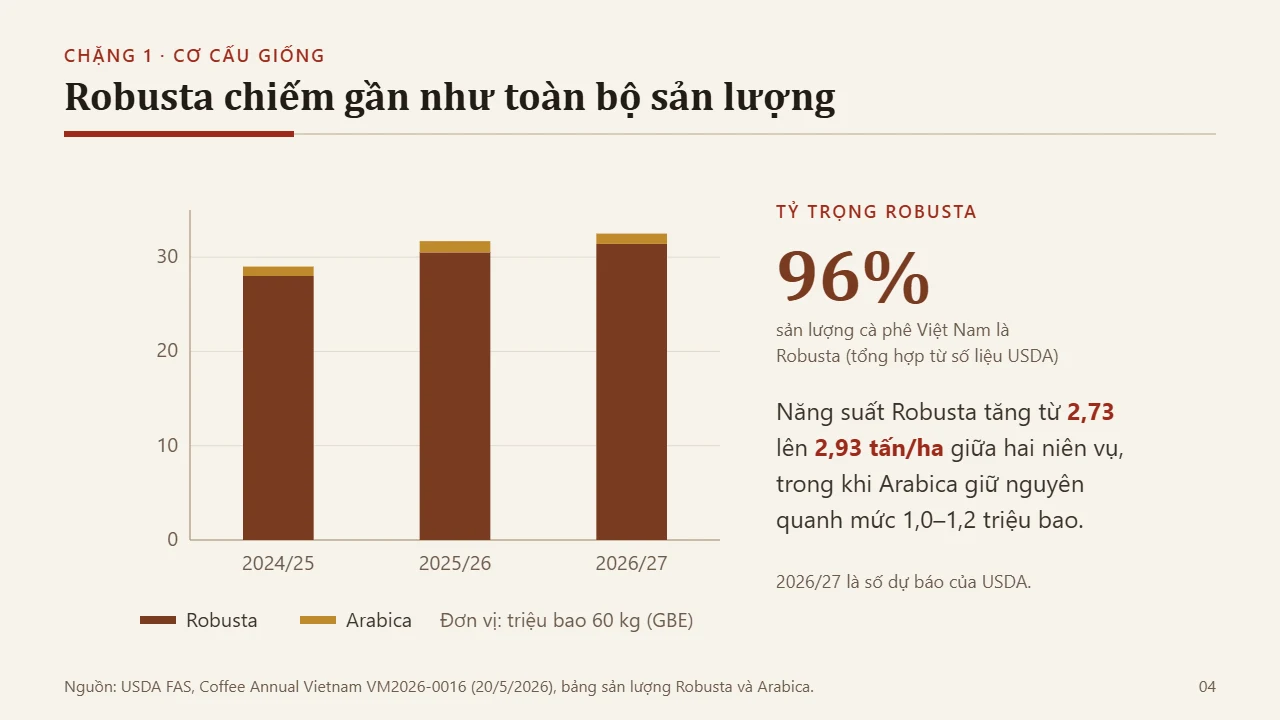 CHẶNG 1 · CƠ CẤU GIỐNG
Robusta chiếm gần như toàn bộ sản lượng
30
20
10
0
2024/25
2025/26
2026/27
Robusta
Arabica
Đơn vị: triệu bao 60 kg (GBE)
TỶ TRỌNG ROBUSTA
96%
sản lượng cà phê Việt Nam là
Robusta (tổng hợp từ số liệu USDA)
Năng suất Robusta tăng từ 2,73
lên 2,93 tấn/ha giữa hai niên vụ,
trong khi Arabica giữ nguyên
quanh mức 1,0–1,2 triệu bao.
2026/27 là số dự báo của USDA.
Nguồn: USDA FAS, Coffee Annual Vietnam VM2026-0016 (20/5/2026), bảng sản lượng Robusta và Arabica.
04